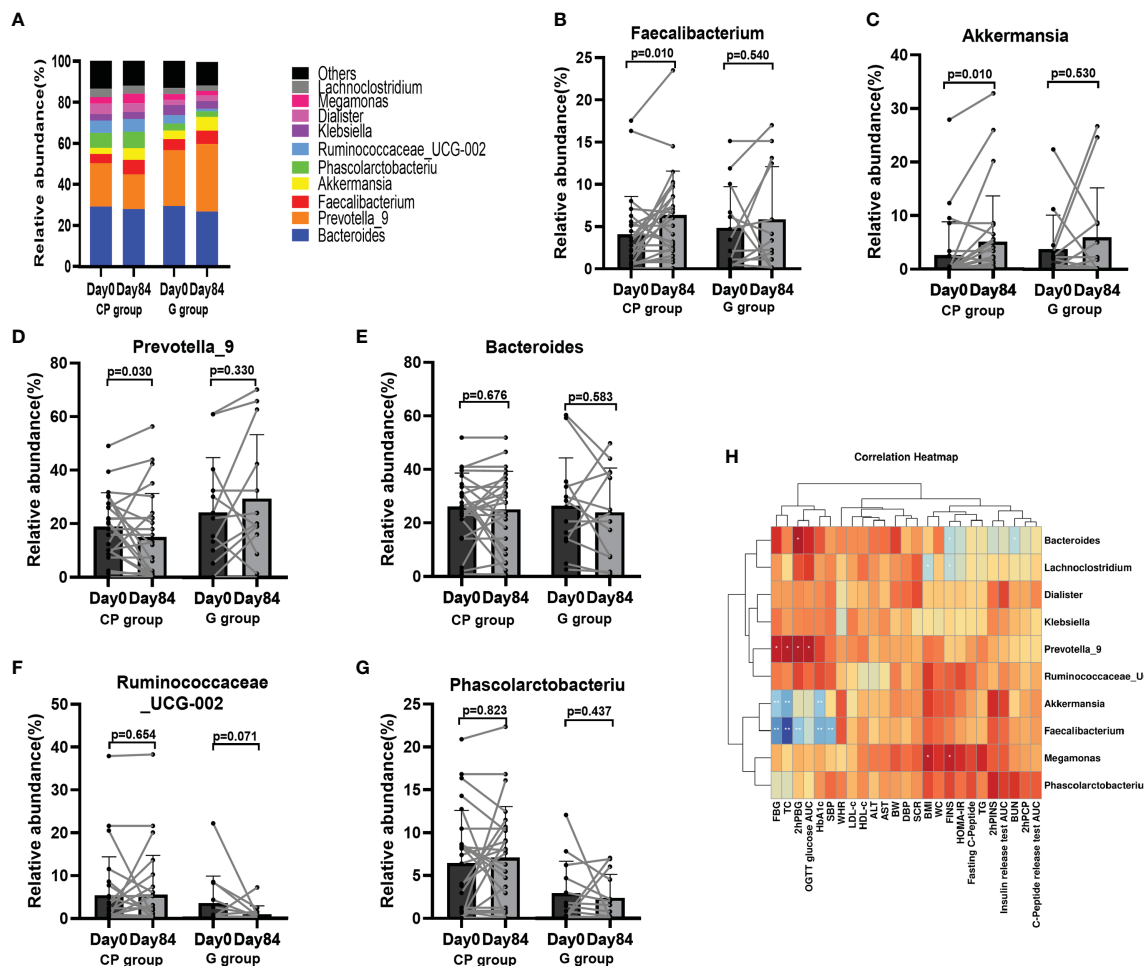 A
Relative abundance(%)
100
80
60
40
20
0
Day0 Day84 Day0 Day84
CP group G group
Others
Lachnoclostridium
Megamonas
Dialister
Klebsiella
Ruminococcaceae_UCG-002
Phascolarctobacteriu
Akkermansia
Faecalibacterium
Prevotella_9
Bacteroides
B
Faecalibacterium
p=0.010 p=0.540
Relative abundance(%)
25
20
15
10
5
0
Day0 Day84 Day0 Day84
CP group G group
C
Akkermansia
p=0.010 p=0.530
Relative abundance(%)
40
30
20
10
0
Day0 Day84 Day0 Day84
CP group G group
D
Prevotella_9
p=0.030 p=0.330
Relative abundance(%)
80
60
40
20
0
Day0 Day84 Day0 Day84
CP group G group
E
Bacteroides
p=0.676 p=0.583
Relative abundance(%)
80
60
40
20
0
Day0 Day84 Day0 Day84
CP group G group
F
Ruminococcaceae
_UCG-002
p=0.654 p=0.071
Relative abundance(%)
50
40
30
20
10
0
Day0 Day84 Day0 Day84
CP group G group
G
Phascolarctobacteriu
p=0.823 p=0.437
Relative abundance(%)
25
20
15
10
5
0
Day0 Day84 Day0 Day84
CP group G group
H
Correlation Heatmap
Bacteroides
Lachnoclostridium
Dialister
Klebsiella
Prevotella_9
Ruminococcaceae_U
Akkermansia
Faecalibacterium
Megamonas
Phascolarctobacteriu
FBG
TC
2hPBG
OGTT glucose AUC
HbA1c
SBP
WHR
LDL-c
HDL-c
ALT
AST
BW
DBP
SCR
BMI
WC
FINS
HOMA-IR
Fasting C-Peptide
TG
2hPINS
Insulin release test AUC
BUN
2hPCP
C-Peptide release test AUC